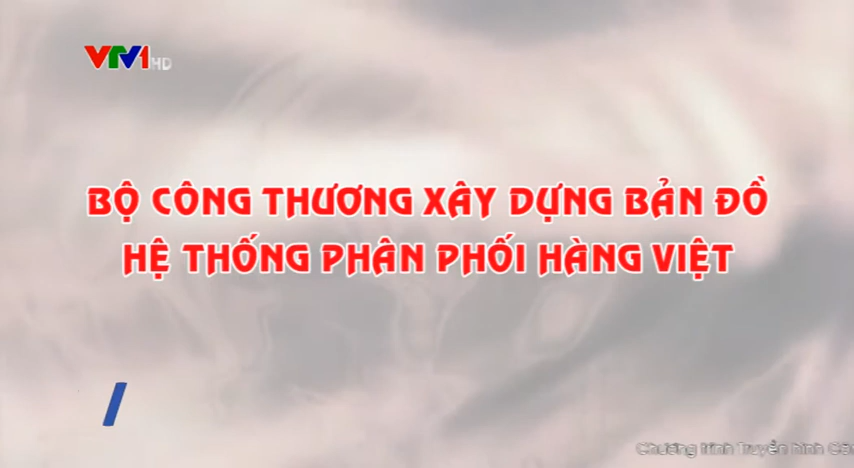 VTV1 HD
BỘ CÔNG THƯƠNG XÂY DỰNG BẢN ĐỒ
HỆ THỐNG PHÂN PHỐI HÀNG VIỆT
/
Chương trình Truyền hình